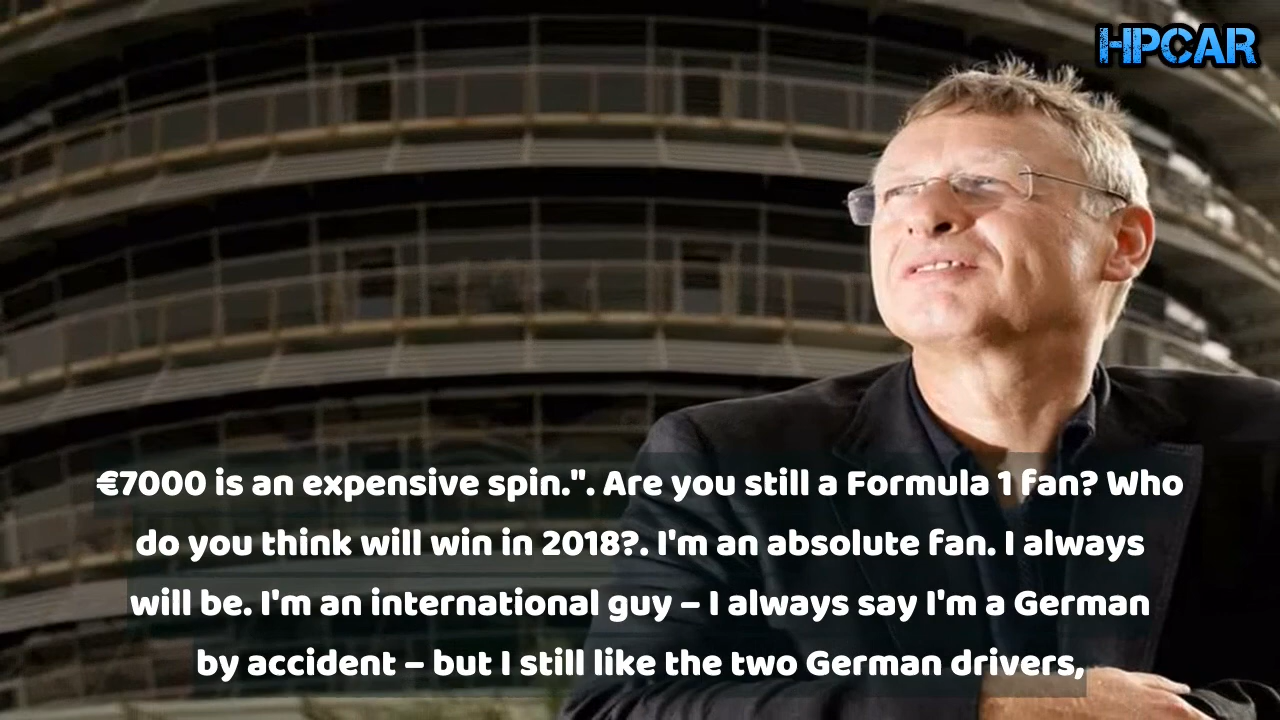 HPCAR
€7000 is an expensive spin.". Are you still a Formula 1 fan? Who
do you think will win in 2018?. I'm an absolute fan. I always
will be. I'm an international guy – I always say I'm a German
by accident – but I still like the two German drivers,